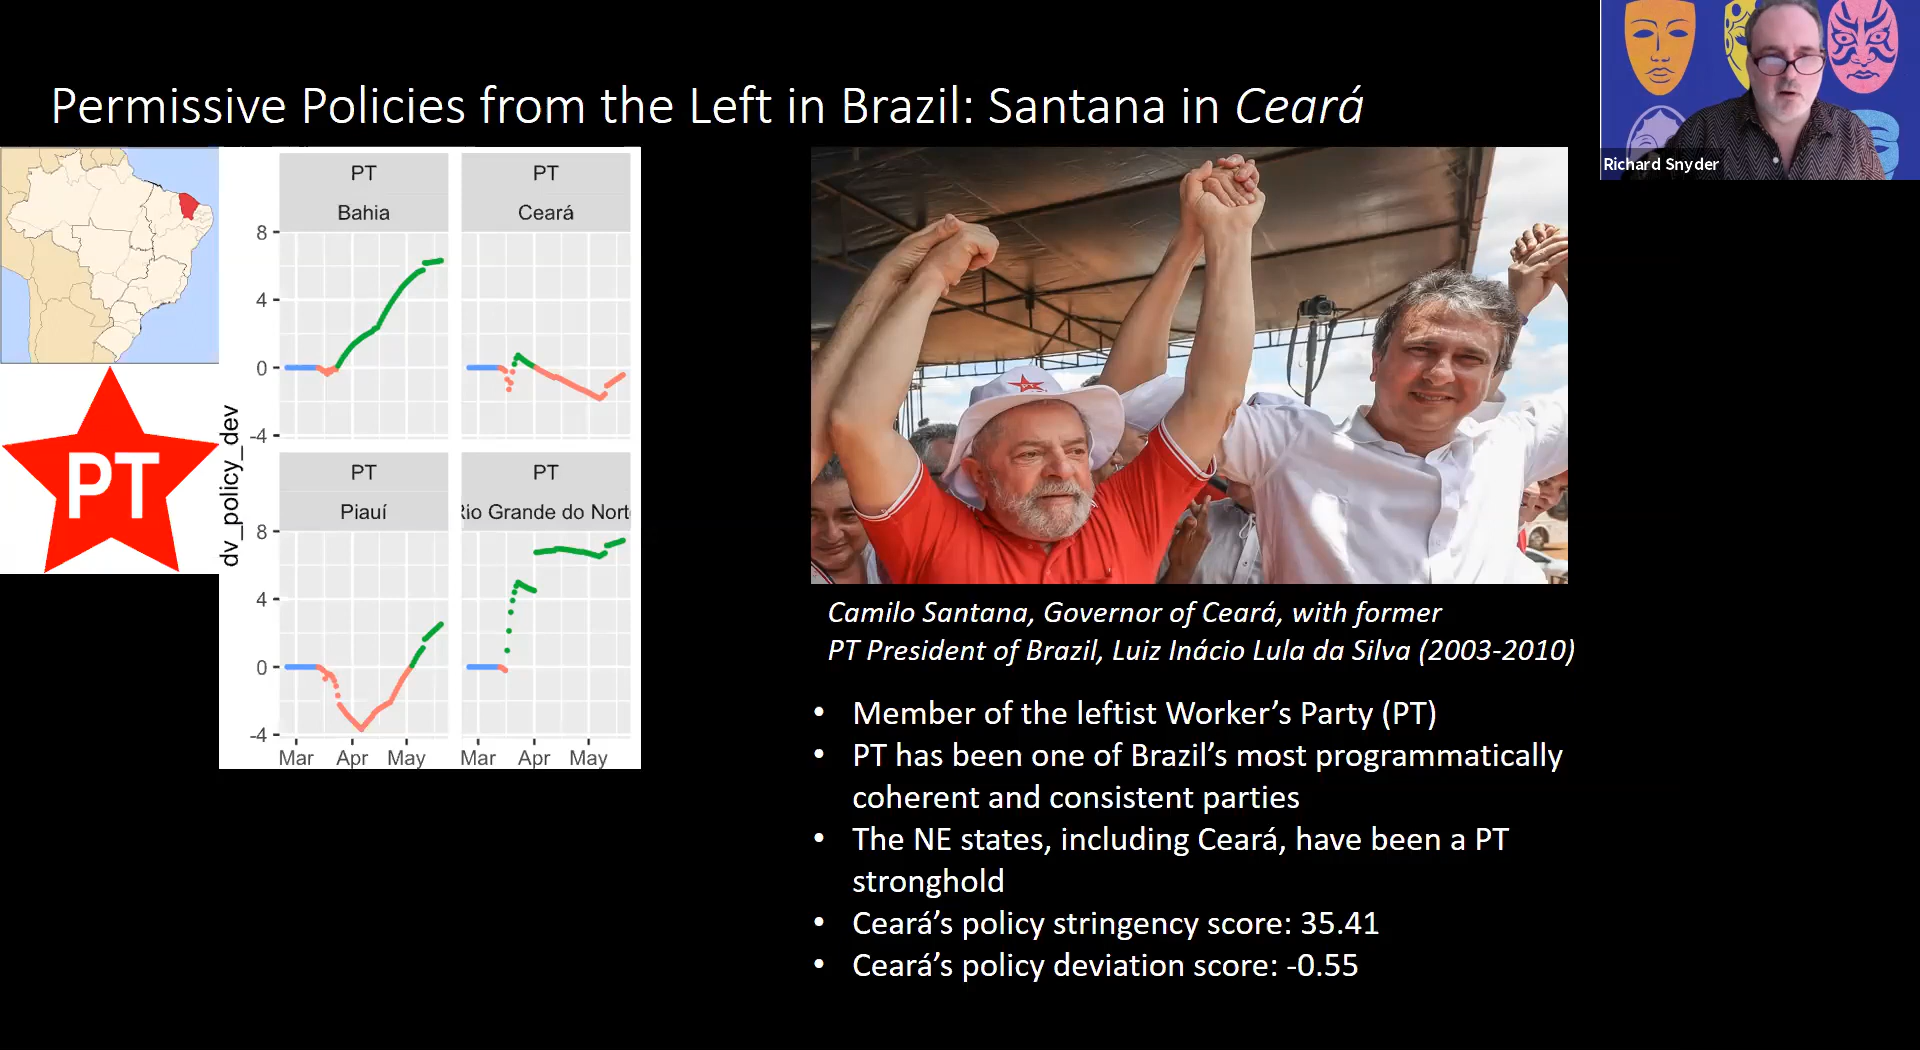 Permissive Policies from the Left in Brazil: Santana in Ceará
Richard Snyder
PT
PT
Bahia
Ceará
8
4
0
-4
dv_policy_dev
PT
PT
PT
Piauí
Rio Grande do Norte
8
4
0
-4
Mar Apr May
Mar Apr May
PT
Camilo Santana, Governor of Ceará, with former
PT President of Brazil, Luiz Inácio Lula da Silva (2003-2010)
• Member of the leftist Worker’s Party (PT)
• PT has been one of Brazil’s most programmatically
coherent and consistent parties
• The NE states, including Ceará, have been a PT
stronghold
• Ceará’s policy stringency score: 35.41
• Ceará’s policy deviation score: -0.55